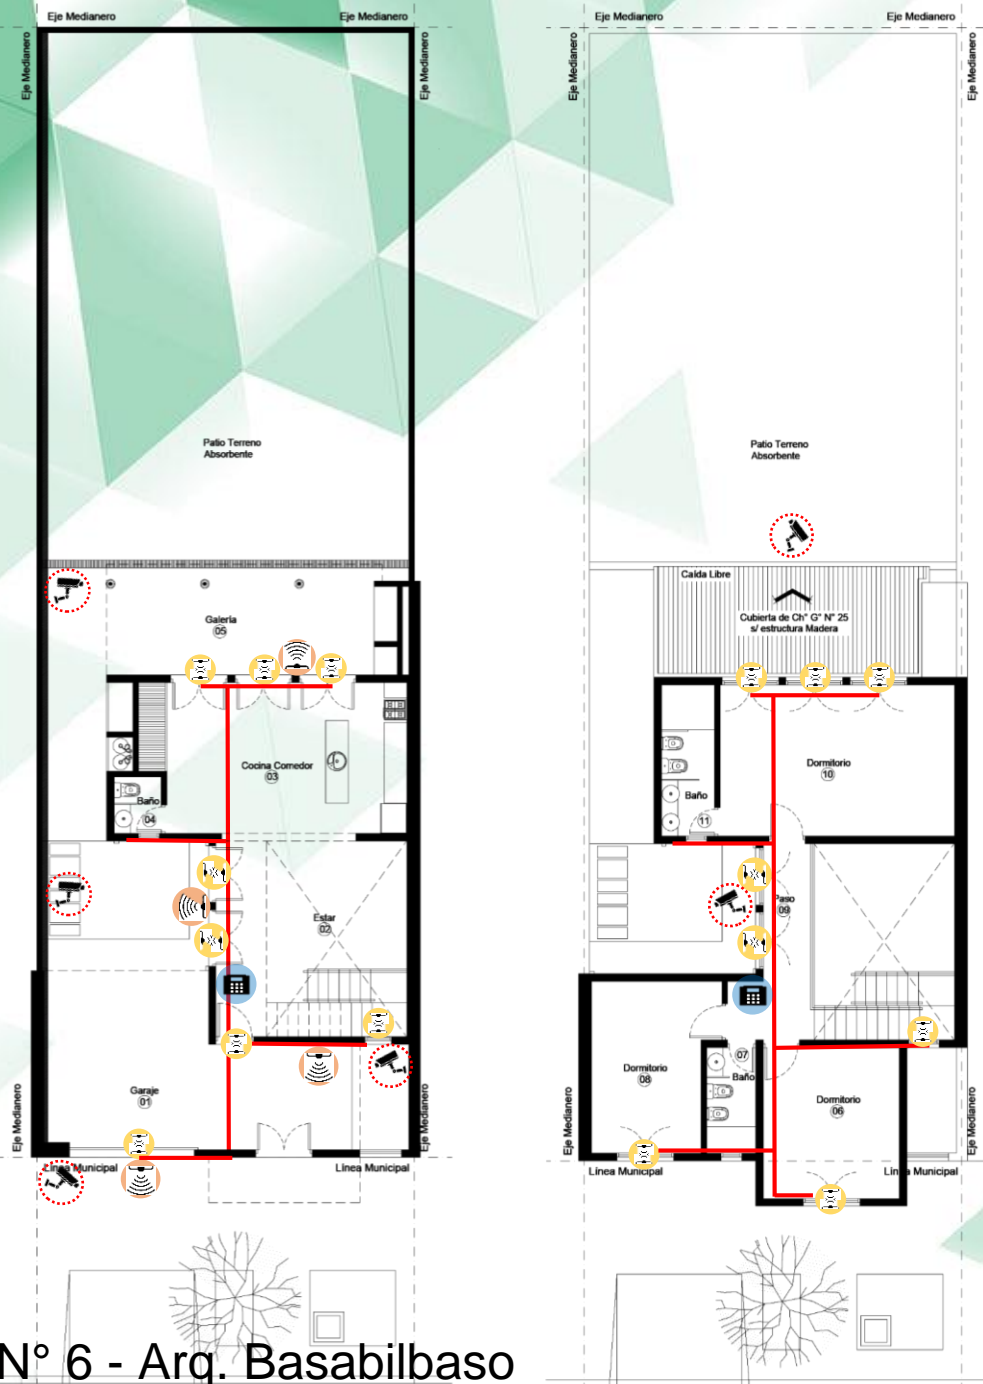 Eje Medianero
Eje Medianero
Eje Medianero
Eje Medianero
Patio Terreno
Absorbente
Galería
05
Cocina Comedor
03
Baño
04
Estar
02
Garaje
01
Eje Medianero
Eje Medianero
Línea Municipal
Línea Municipal
Eje Medianero
Eje Medianero
Eje Medianero
Eje Medianero
Patio Terreno
Absorbente
Caída Libre
Cubierta de Ch° G° N° 25
s/ estructura Madera
Dormitorio
10
Baño
11
Paso
09
Dormitorio
08
07
Baño
Dormitorio
06
Eje Medianero
Eje Medianero
Línea Municipal
Línea Municipal
N° 6 - Arq. Basabilbaso